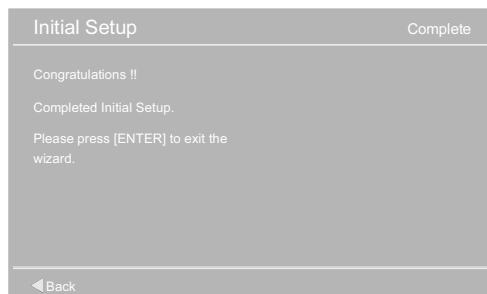 Initial Setup
Complete
Congratulations !!
Completed Initial Setup.
Please press [ENTER] to exit the
wizard.
Back